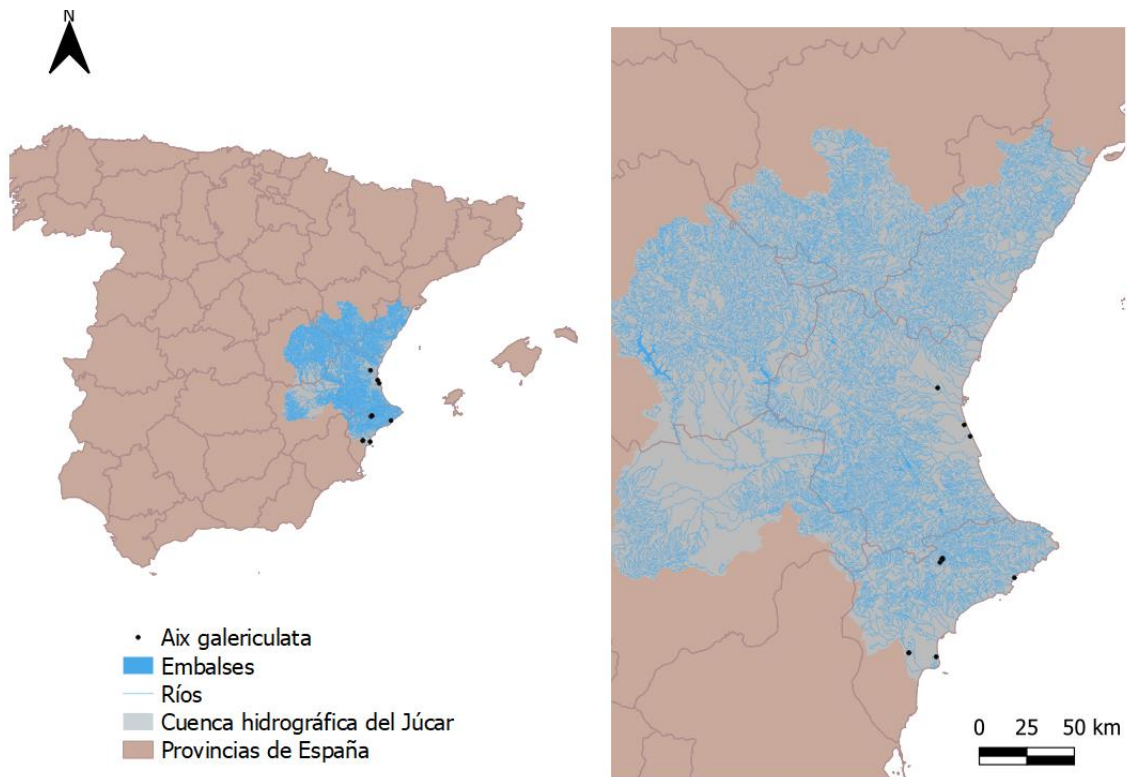 N
Aix galericulata
Embalses
Ríos
Cuenca hidrográfica del Júcar
Provincias de España
0 25 50 km